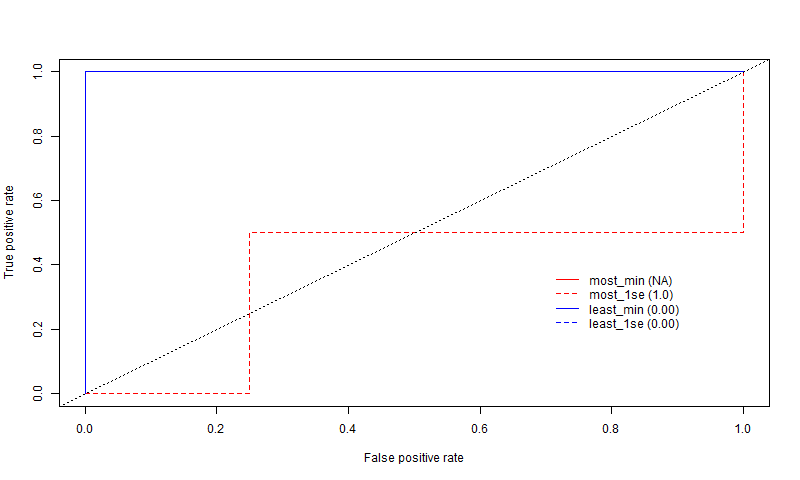 True positive rate
1.0
0.8
0.6
0.4
0.2
0.0
most_min (NA)
most_1se (1.0)
least_min (0.00)
least_1se (0.00)
0.0 0.2 0.4 0.6 0.8 1.0
False positive rate